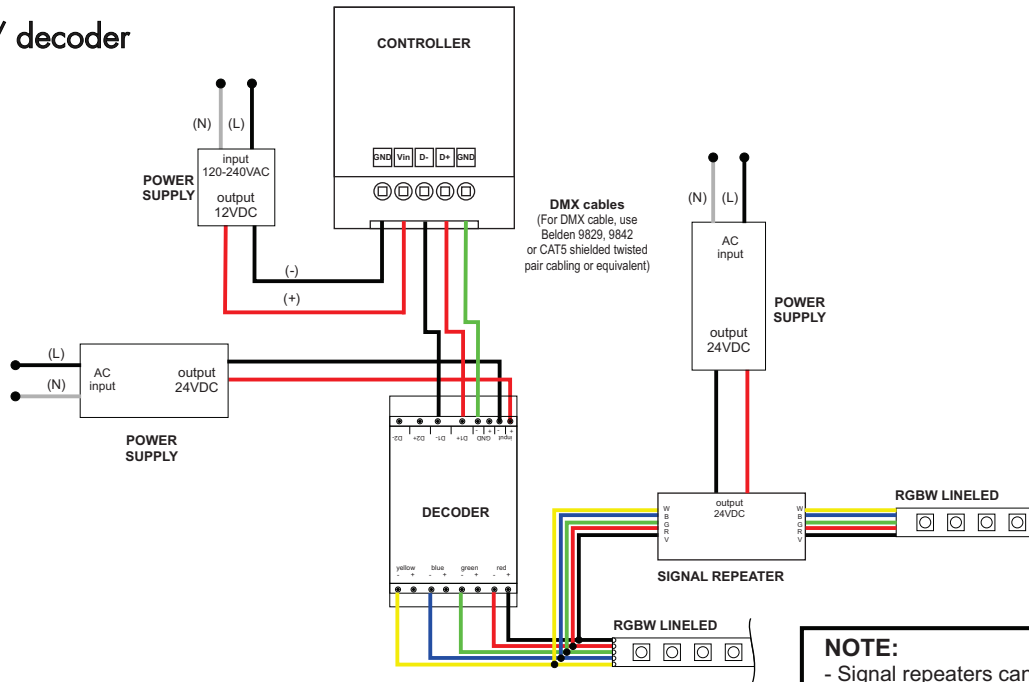 decoder
CONTROLLER
GND Vin D- D+ GND
(N) (L)
input
120-240VAC
output
12VDC
POWER
SUPPLY
(-)
(+)
DMX cables
(For DMX cable, use
Belden 9829, 9842
or CAT5 shielded twisted
pair cabling or equivalent)
(N) (L)
AC
input
output
24VDC
POWER
SUPPLY
(L)
(N)
AC
input
output
24VDC
POWER
SUPPLY
D2- D2+ D1- D1+ GND input
- + - +
DECODER
yellow blue green red
- + - + - + - +
output
24VDC
W
B
G
R
V
W
B
G
R
V
SIGNAL REPEATER
RGBW LINELED
RGBW LINELED
NOTE:
- Signal repeaters can